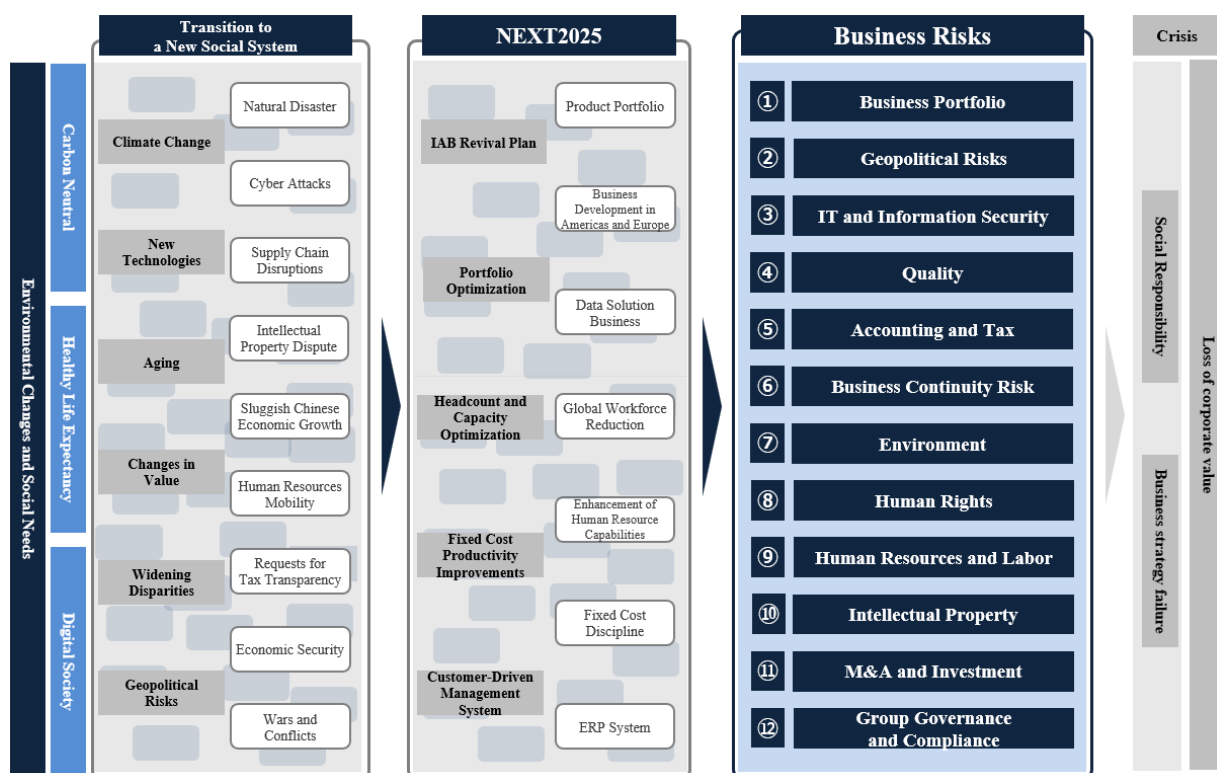 Transition to
a New Social System
NEXT2025
Business Risks
Crisis
Environmental Changes and Social Needs
Carbon Neutral
Healthy Life Expectancy
Digital Society
Climate Change
New
Technologies
Aging
Changes in
Value
Widening
Disparities
Geopolitical
Risks
Natural Disaster
Cyber Attacks
Supply Chain
Disruptions
Intellectual
Property Dispute
Sluggish Chinese
Economic Growth
Human Resources
Mobility
Requests for
Tax Transparency
Economic Security
Wars and
Conflicts
IAB Revival Plan
Portfolio
Optimization
Headcount and
Capacity
Optimization
Fixed Cost
Productivity
Improvements
Customer-Driven
Management
System
Product Portfolio
Business
Development in
Americas and Europe
Data Solution
Business
Global Workforce
Reduction
Enhancement of
Human Resource
Capabilities
Fixed Cost
Discipline
ERP System
① Business Portfolio
② Geopolitical Risks
③ IT and Information Security
④ Quality
⑤ Accounting and Tax
⑥ Business Continuity Risk
⑦ Environment
⑧ Human Rights
⑨ Human Resources and Labor
⑩ Intellectual Property
⑪ M&A and Investment
⑫ Group Governance
and Compliance
Social Responsibility
Business strategy failure
Loss of corporate value